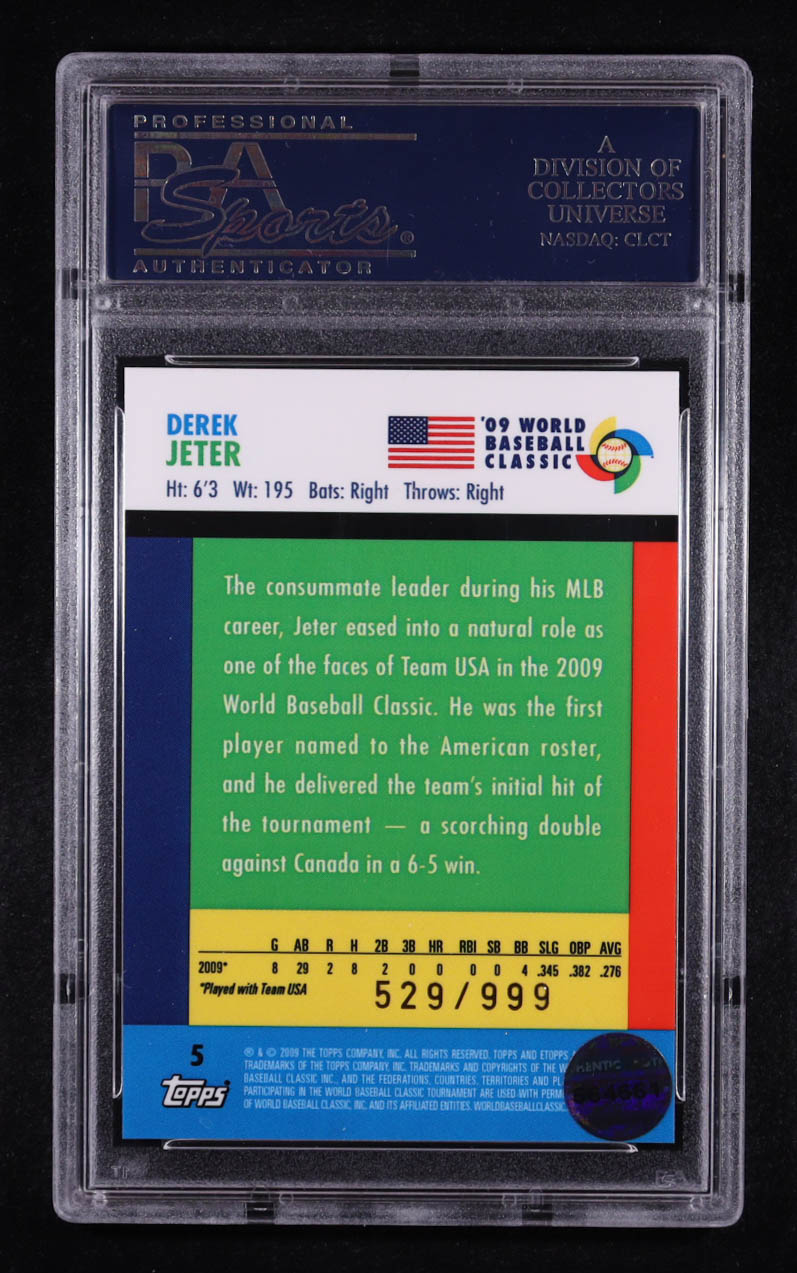 PROFESSIONAL
PSA
Sports®
AUTHENTICATOR
A
DIVISION OF
COLLECTORS
UNIVERSE
NASDAQ: CLCT
DEREK
JETER
'09 WORLD
BASEBALL
CLASSIC
Ht: 6'3 Wt: 195 Bats: Right Throws: Right
The consummate leader during his MLB
career, Jeter eased into a natural role as
one of the faces of Team USA in the 2009
World Baseball Classic. He was the first
player named to the American roster,
and he delivered the team's initial hit of
the tournament — a scorching double
against Canada in a 6-5 win.
G AB R H 2B 3B HR RBI SB BB SLG OBP AVG
2009* 8 29 2 8 2 0 0 0 0 4 .345 .382 .276
*Played with Team USA
529/999
5
topps
® & © 2009 THE TOPPS COMPANY, INC. ALL RIGHTS RESERVED. TOPPS AND ETOPPS
TRADEMARKS OF THE TOPPS COMPANY, INC. TRADEMARKS AND COPYRIGHTS OF THE W
BASEBALL CLASSIC INC., AND THE FEDERATIONS, COUNTRIES, TERRITORIES AND PL
PARTICIPATING IN THE WORLD BASEBALL CLASSIC TOURNAMENT ARE USED WITH PERM
OF WORLD BASEBALL CLASSIC, INC. AND ITS AFFILIATED ENTITIES. WORLDBASEBALLCLASSIC